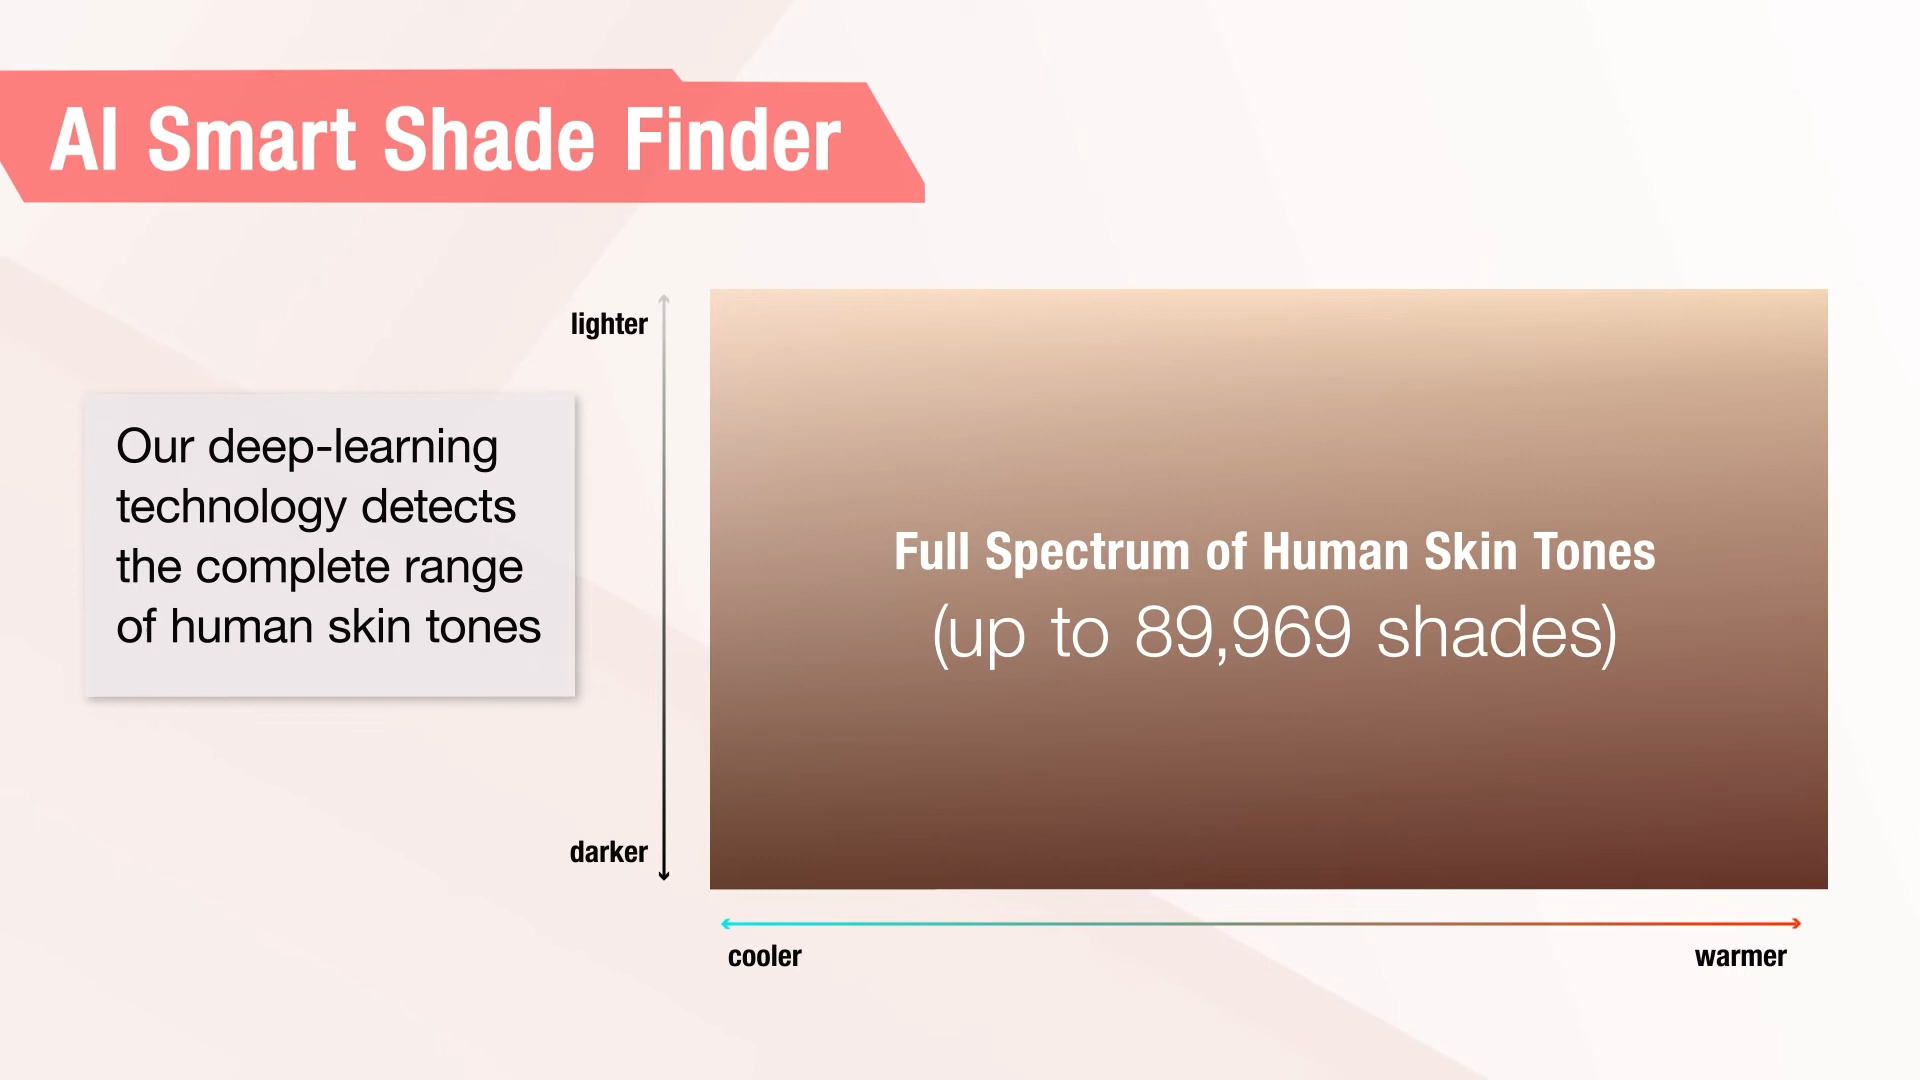 AI Smart Shade Finder
lighter
Our deep-learning
technology detects
the complete range
of human skin tones
Full Spectrum of Human Skin Tones
(up to 89,969 shades)
darker
cooler
warmer